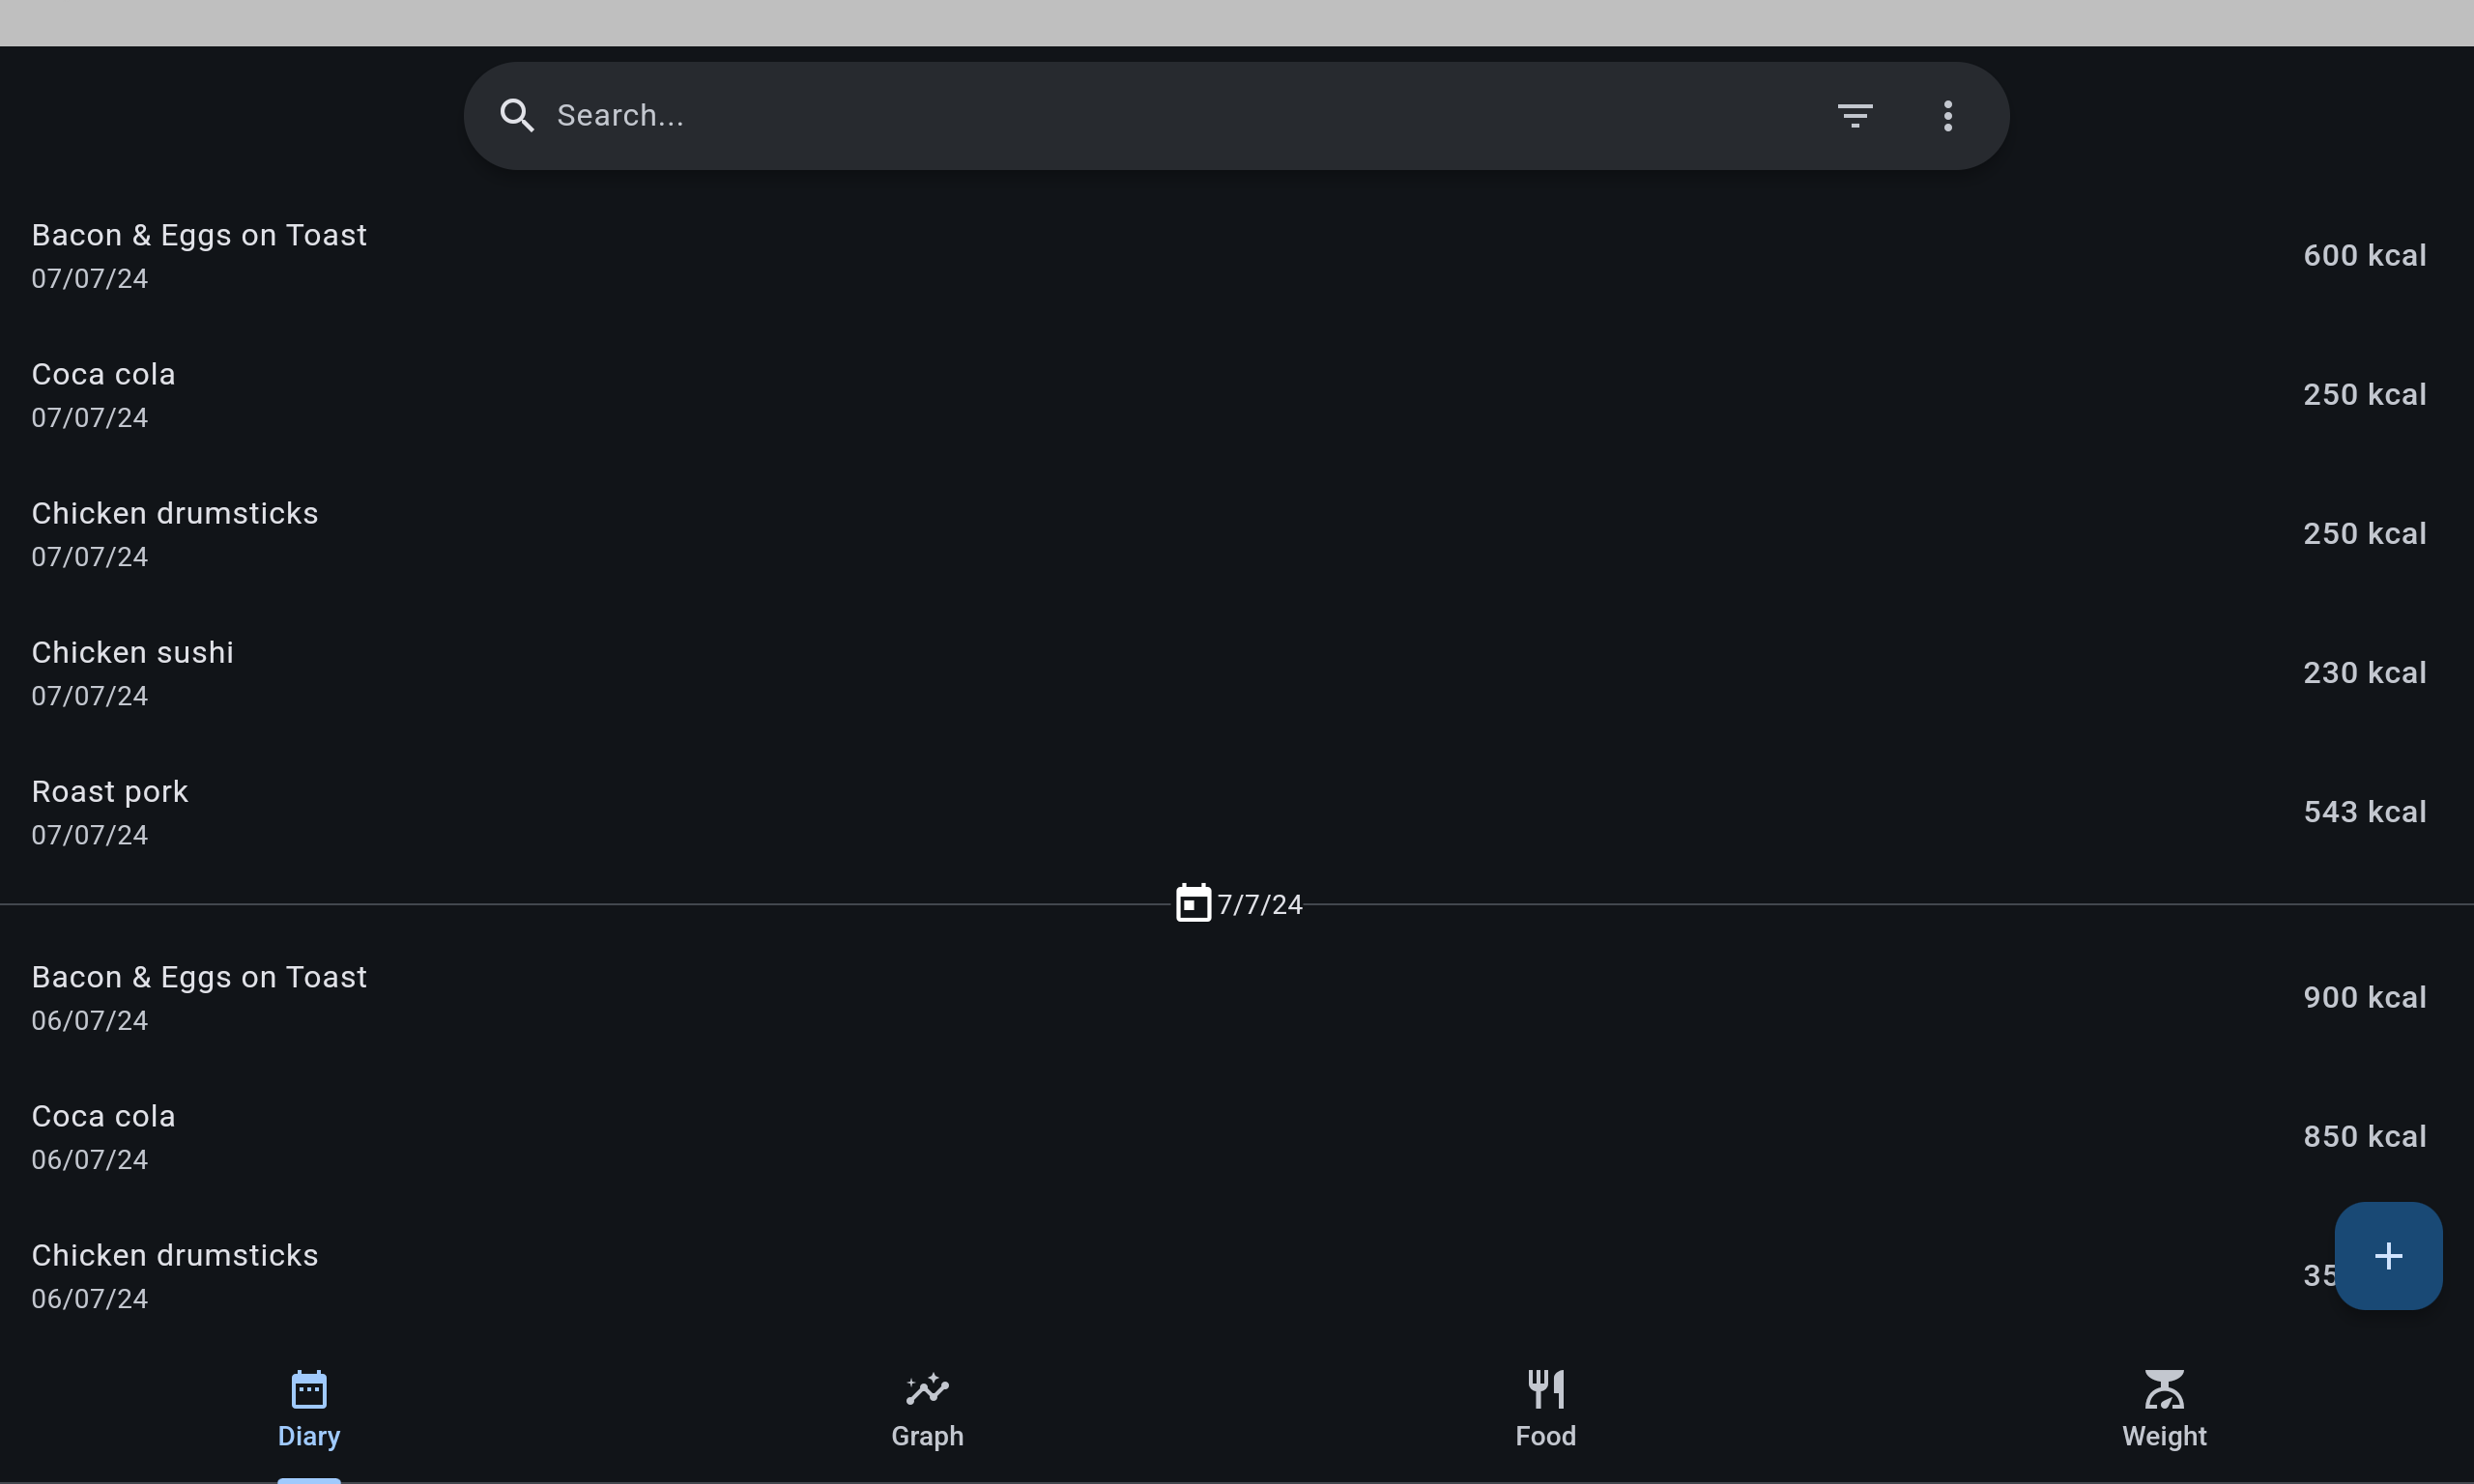 Search...
Bacon & Eggs on Toast
07/07/24
600 kcal
Coca cola
07/07/24
250 kcal
Chicken drumsticks
07/07/24
250 kcal
Chicken sushi
07/07/24
230 kcal
Roast pork
07/07/24
543 kcal
7/7/24
Bacon & Eggs on Toast
06/07/24
900 kcal
Coca cola
06/07/24
850 kcal
Chicken drumsticks
06/07/24
Diary
Graph
Food
Weight